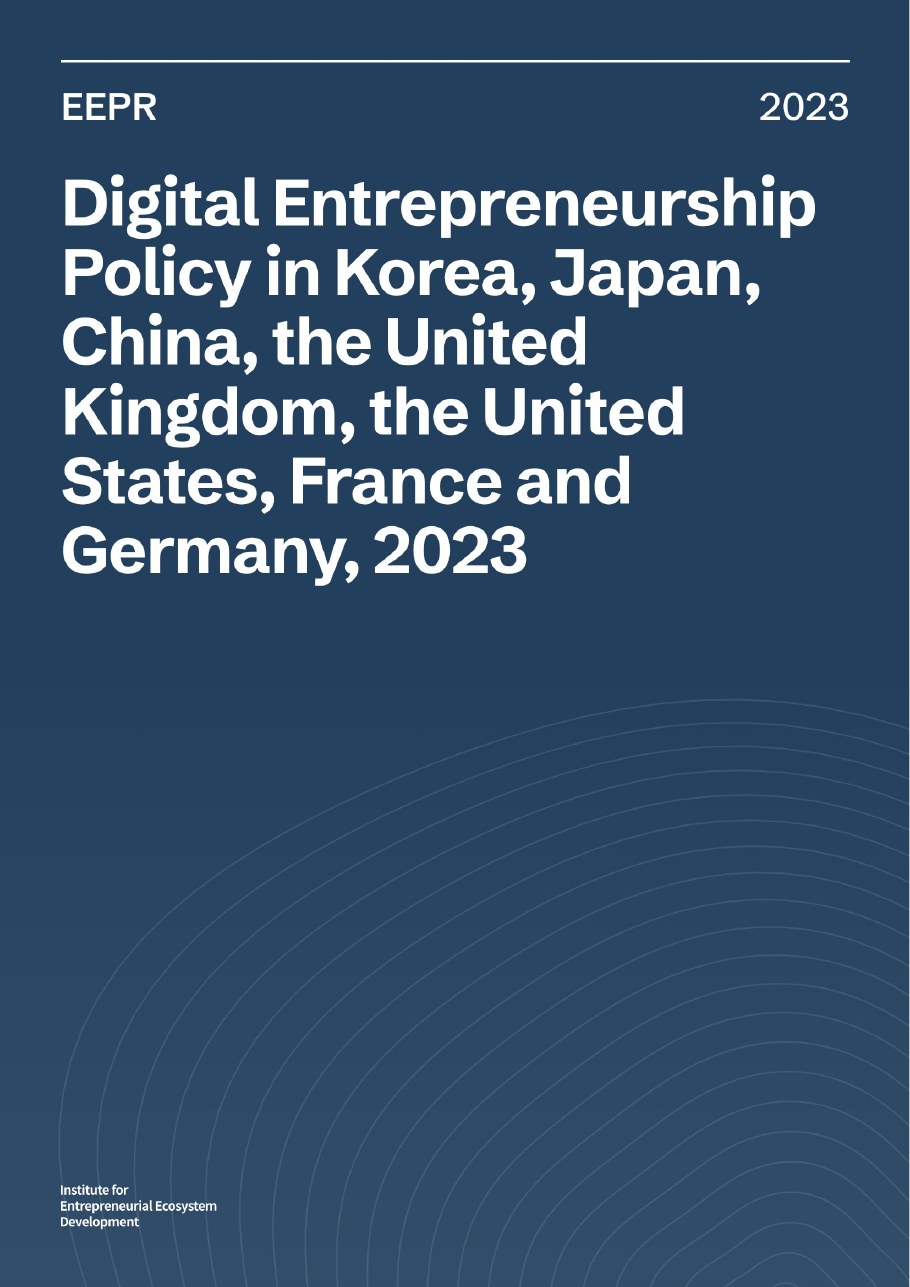 EEPR
2023
Digital Entrepreneurship
Policy in Korea, Japan,
China, the United
Kingdom, the United
States, France and
Germany, 2023
Institute for
Entrepreneurial Ecosystem
Development